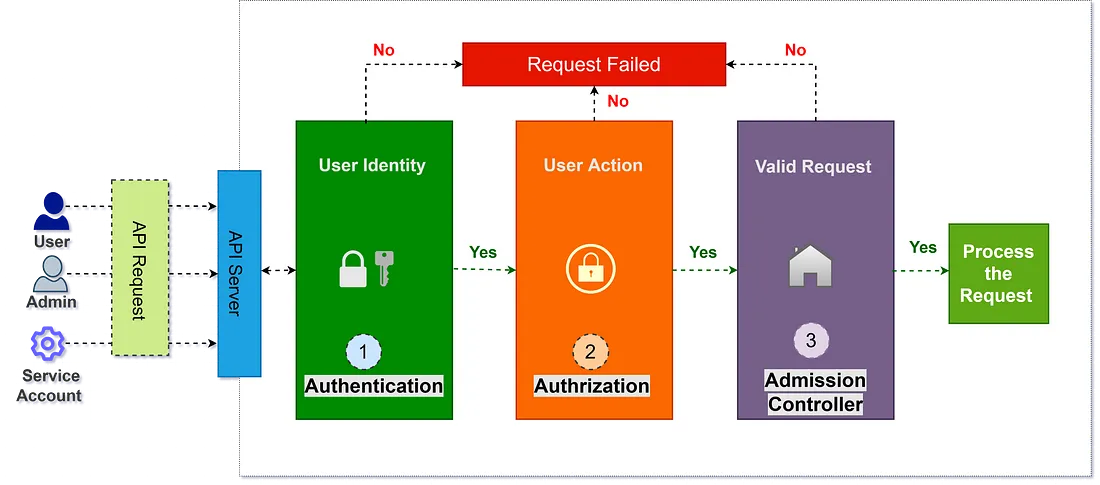 No
Request Failed
No
No
User Identity
User Action
Valid Request
User
Admin
Service
Account
API Request
API Server
Yes
Yes
Yes
Process
the
Request
1
Authentication
2
Authrization
3
Admission
Controller